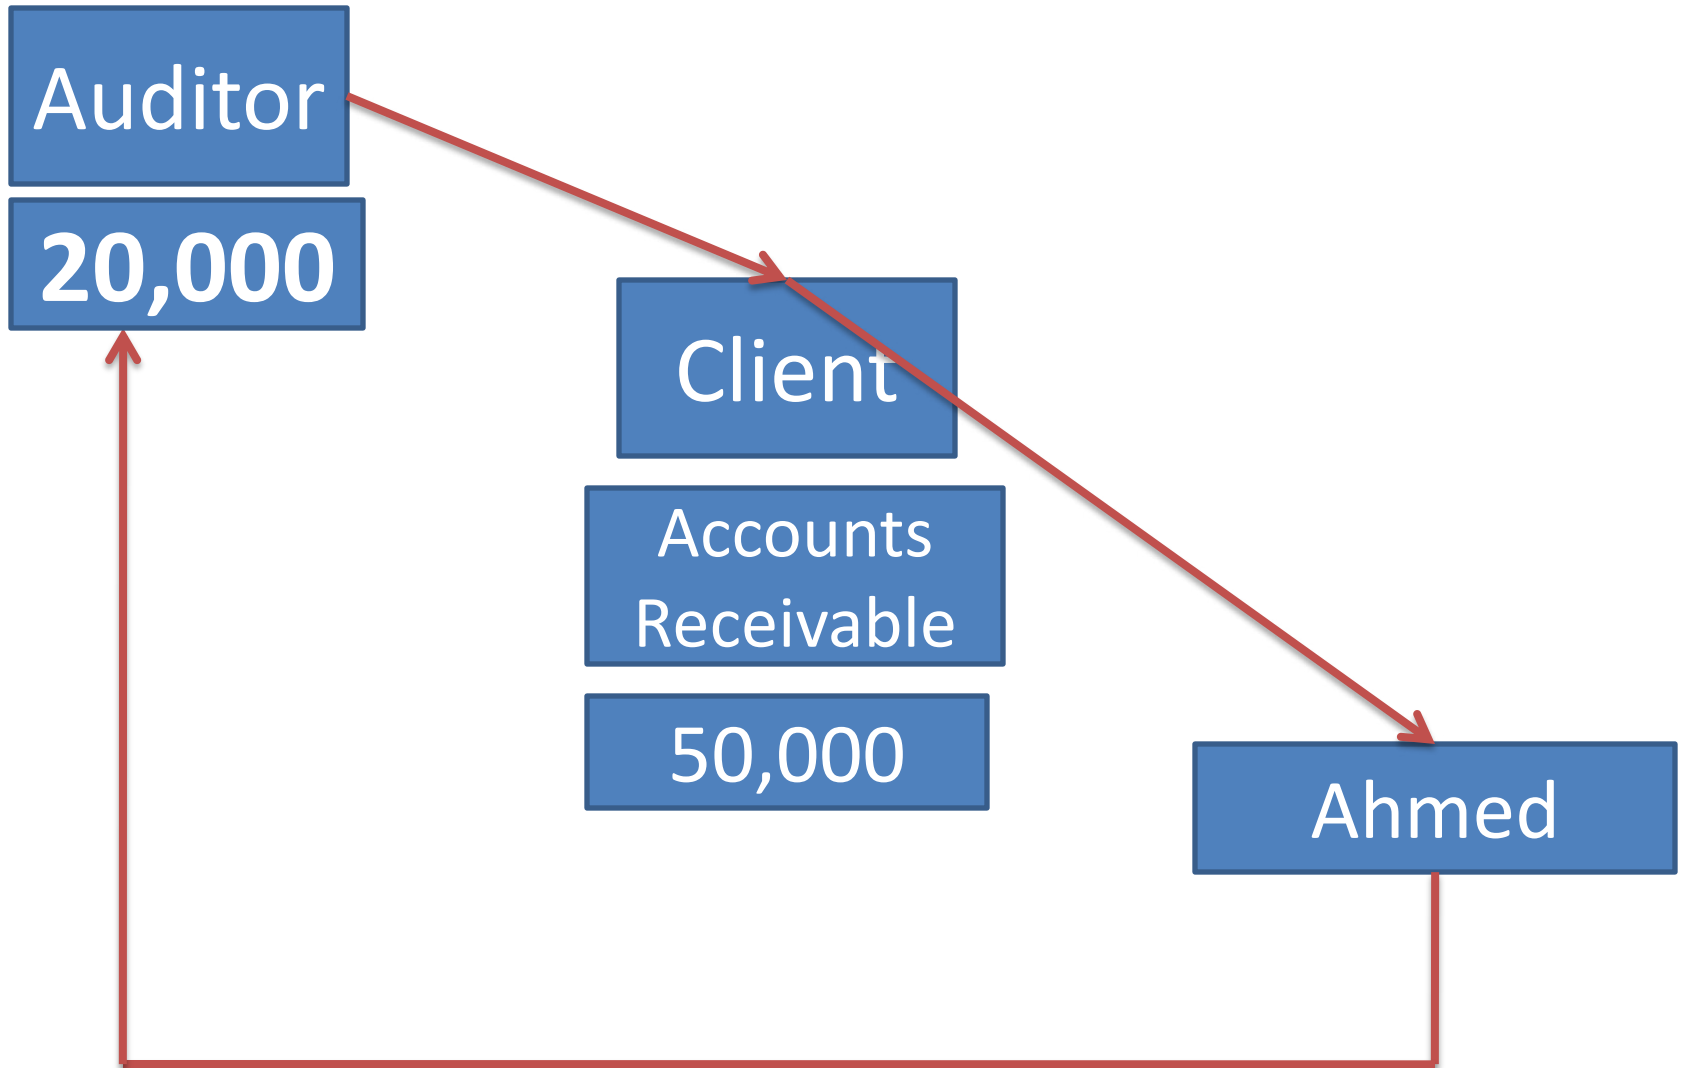 Auditor
20,000
Client
Accounts
Receivable
50,000
Ahmed